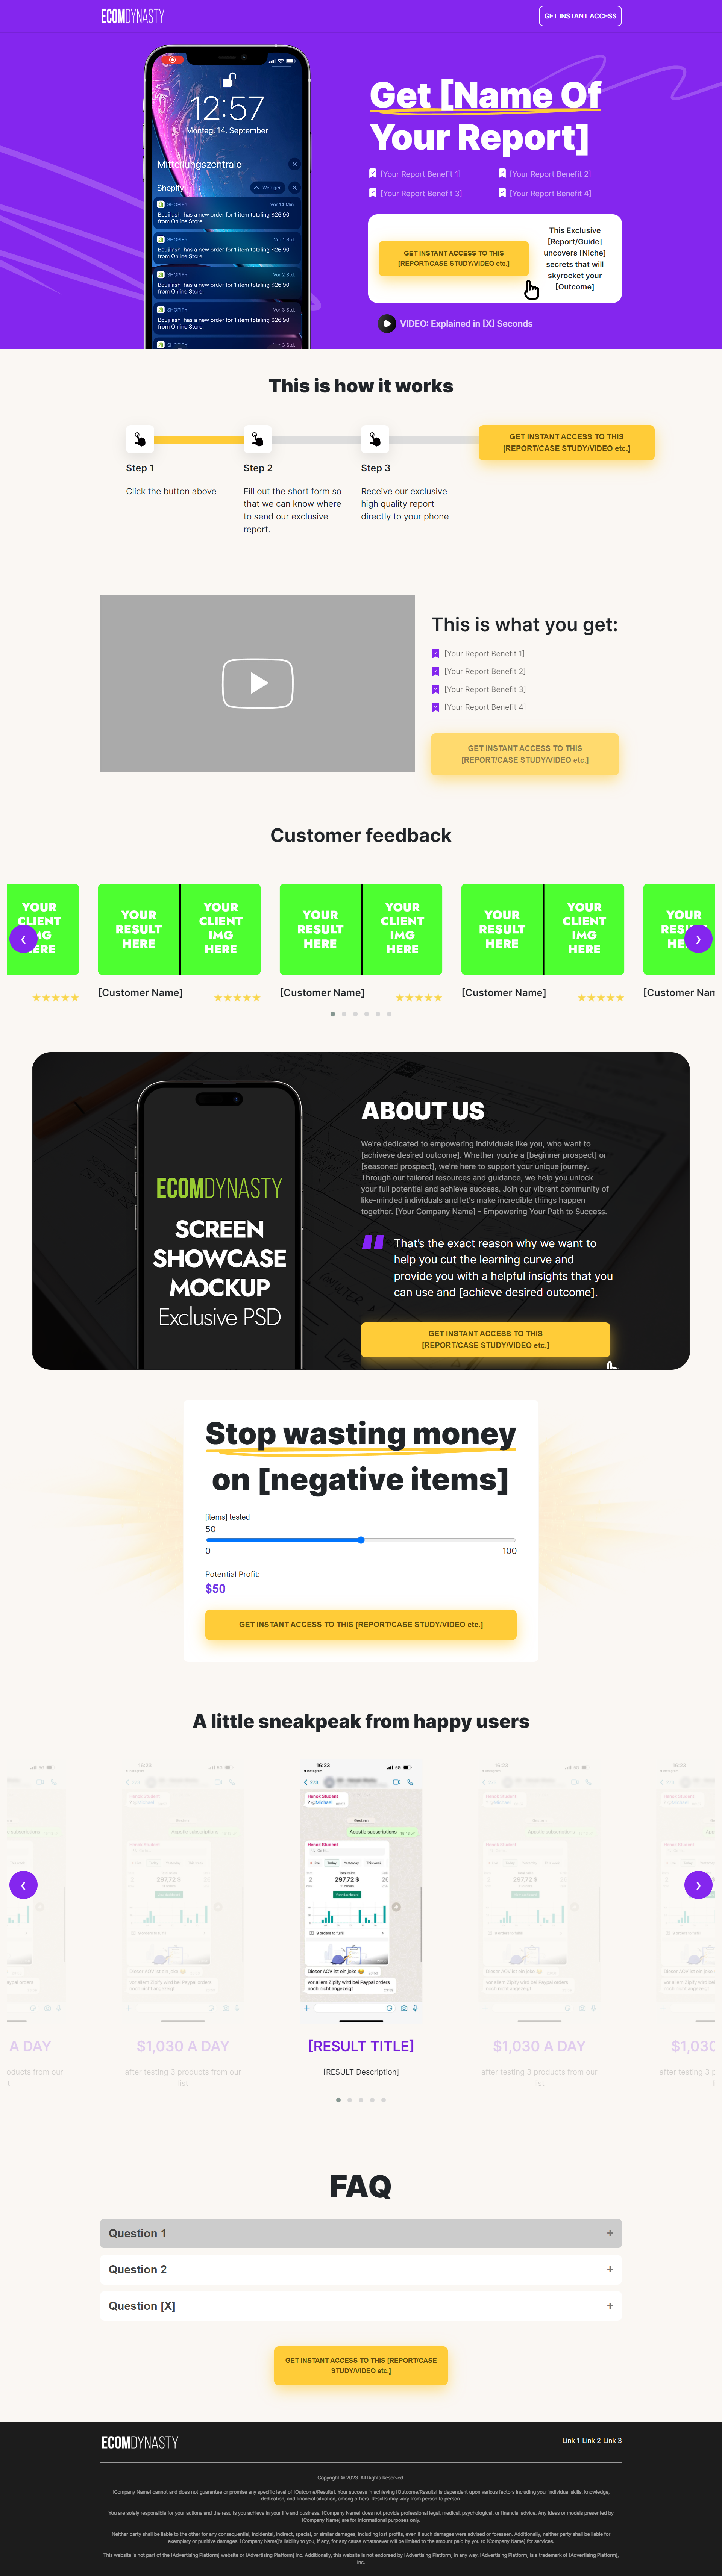 ECOMDYNASTY
GET INSTANT ACCESS
12:57
Montag, 14. September
Mitteilungszentrale
Shopify
Weniger
SHOPIFY
Vor 14 Min.
Boujilash has a new order for 1 item totaling $26.90
from Online Store.
SHOPIFY
Vor 1 Std.
Boujilash has a new order for 1 item totaling $26.90
from Online Store.
SHOPIFY
Vor 2 Std.
Boujilash has a new order for 1 item totaling $26.90
from Online Store.
SHOPIFY
Vor 3 Std.
Boujilash has a new order for 1 item totaling $26.90
from Online Store.
SHOPIFY
Get [Name Of
Your Report]
[Your Report Benefit 1]
[Your Report Benefit 2]
[Your Report Benefit 3]
[Your Report Benefit 4]
GET INSTANT ACCESS TO THIS
[REPORT/CASE STUDY/VIDEO etc.]
This Exclusive
[Report/Guide]
uncovers [Niche]
secrets that will
skyrocket your
[Outcome]
VIDEO: Explained in [X] Seconds
This is how it works
Step 1
Click the button above
Step 2
Fill out the short form so
that we can know where
to send our exclusive
report.
Step 3
Receive our exclusive
high quality report
directly to your phone
GET INSTANT ACCESS TO THIS
[REPORT/CASE STUDY/VIDEO etc.]
This is what you get:
[Your Report Benefit 1]
[Your Report Benefit 2]
[Your Report Benefit 3]
[Your Report Benefit 4]
GET INSTANT ACCESS TO THIS
[REPORT/CASE STUDY/VIDEO etc.]
Customer feedback
YOUR
CLIENT
IMG
HERE
YOUR
RESULT
HERE
YOUR
CLIENT
IMG
HERE
YOUR
RESULT
HERE
YOUR
CLIENT
IMG
HERE
YOUR
RESULT
HERE
YOUR
CLIENT
IMG
HERE
YOUR
[Customer Name]
[Customer Name]
[Customer Name]
[Customer Nam
ABOUT US
We're dedicated to empowering individuals like you, who want to
[achiveve desired outcome]. Whether you're a [beginner prospect] or
[seasoned prospect], we're here to support your unique journey.
Through our tailored resources and guidance, we help you unlock
your full potential and achieve success. Join our vibrant community of
like-minded individuals and let's make incredible things happen
together. [Your Company Name] - Empowering Your Path to Success.
That's the exact reason why we want to
help you cut the learning curve and
provide you with a helpful insights that you
can use and [achieve desired outcome].
GET INSTANT ACCESS TO THIS
[REPORT/CASE STUDY/VIDEO etc.]
ECOMDYNASTY
SCREEN
SHOWCASE
MOCKUP
Exclusive PSD
Stop wasting money
on [negative items]
[items] tested
50
0
100
Potential Profit:
$50
GET INSTANT ACCESS TO THIS [REPORT/CASE STUDY/VIDEO etc.]
A little sneakpeak from happy users
16:23
Instagram
5G
273
Henok Student
? @Michael
Gestern
Appstle subscriptions
Henok Student
Live
Today
Yesterday
This week
Total sales
297,72 $
11 orders
View dashboard
9 orders to fulfill
Dieser AOV ist ein joke
vor allem Zipify wird bei Paypal orders
noch nicht angezeigt
A DAY
$1,030 A DAY
after testing 3 products from our
list
[RESULT TITLE]
[RESULT Description]
$1,030 A DAY
after testing 3 products from our
list
FAQ
Question 1
+
Question 2
+
Question [X]
+
GET INSTANT ACCESS TO THIS [REPORT/CASE
STUDY/VIDEO etc.]
ECOMDYNASTY
Link 1 Link 2 Link 3
Copyright © 2023. All Rights Reserved.
[Company Name] cannot and does not guarantee or promise any specific level of [Outcome/Results]. Your success in achieving [Outcome/Results] is dependent upon various factors including your individual skills, knowledge,
dedication, and financial situation, among others. Results may vary from person to person.
You are solely responsible for your actions and the results you achieve in your life and business. [Company Name] does not provide professional legal, medical, psychological, or financial advice. Any ideas or models presented by
[Company Name] are for informational purposes only.
Neither party shall be liable to the other for any consequential, incidental, indirect, special, or similar damages, including lost profits, even if such damages were advised or foreseen. Additionally, neither party shall be liable for
exemplary or punitive damages. [Company Name]'s liability to you, if any, for any cause whatsoever will be limited to the amount paid by you to [Company Name] for services.
This website is not part of the [Advertising Platform] website or [Advertising Platform] Inc. Additionally, this website is not endorsed by [Advertising Platform] in any way. [Advertising Platform] is a trademark of [Advertising Platform],
Inc.